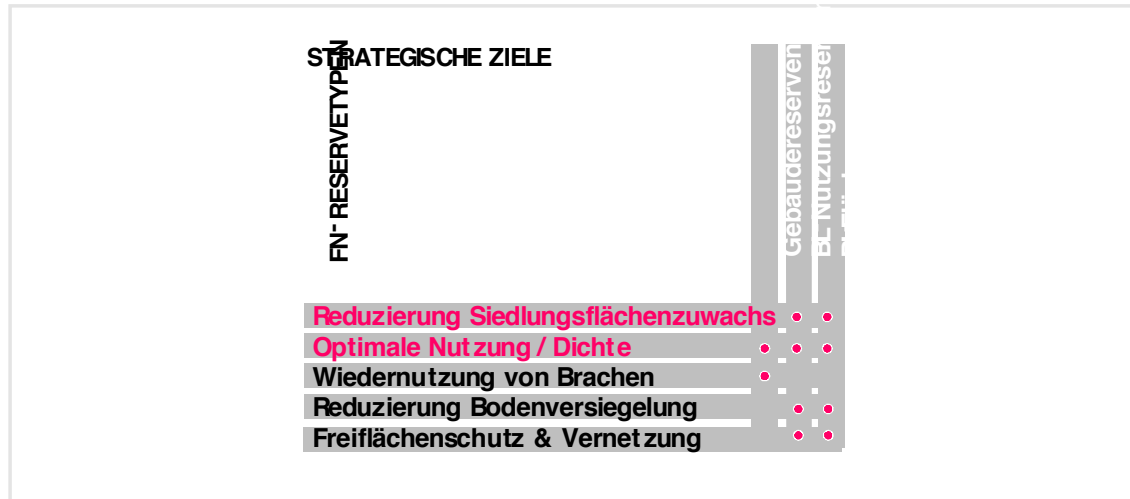 STRATEGISCHE ZIELE
FN- RESERVETYPEN
Gebäudereserven
BL Nutzungsreser
Reduzierung Siedlungsflächenzuwachs
Optimale Nutzung / Dichte
Wiedernutzung von Brachen
Reduzierung Bodenversiegelung
Freiflächenschutz & Vernetzung